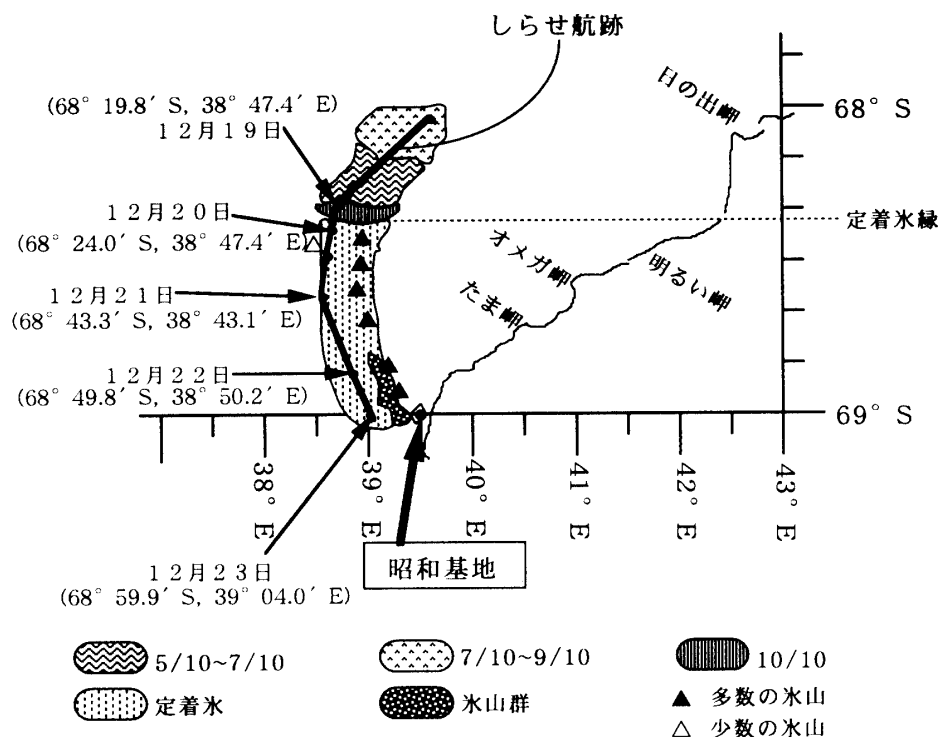 しらせ航跡
日の出岬
(68° 19.8′ S, 38° 47.4′ E)
12月19日
68° S
12月20日
(68° 24.0′ S, 38° 47.4′ E)
定着氷縁
オメガ岬
明るい岬
たま岬
12月21日
(68° 43.3′ S, 38° 43.1′ E)
12月22日
(68° 49.8′ S, 38° 50.2′ E)
69° S
38° E
39° E
40° E
41° E
42° E
43° E
昭和基地
12月23日
(68° 59.9′ S, 39° 04.0′ E)
5/10~7/10
7/10~9/10
10/10
定着氷
氷山群
▲ 多数の氷山
△ 少数の氷山